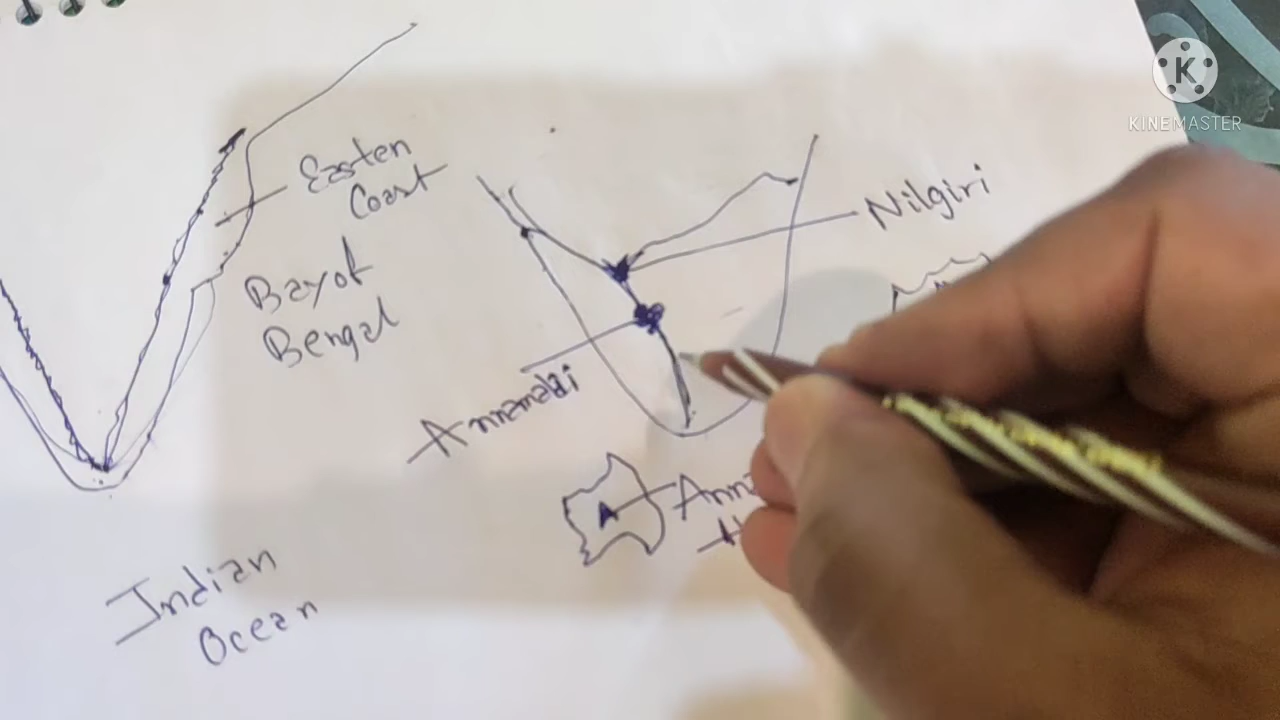 KINEMASTER
Easten
Coast
Bay of
Bengal
Nilgiri
Annamalai
A
Indian
Ocean